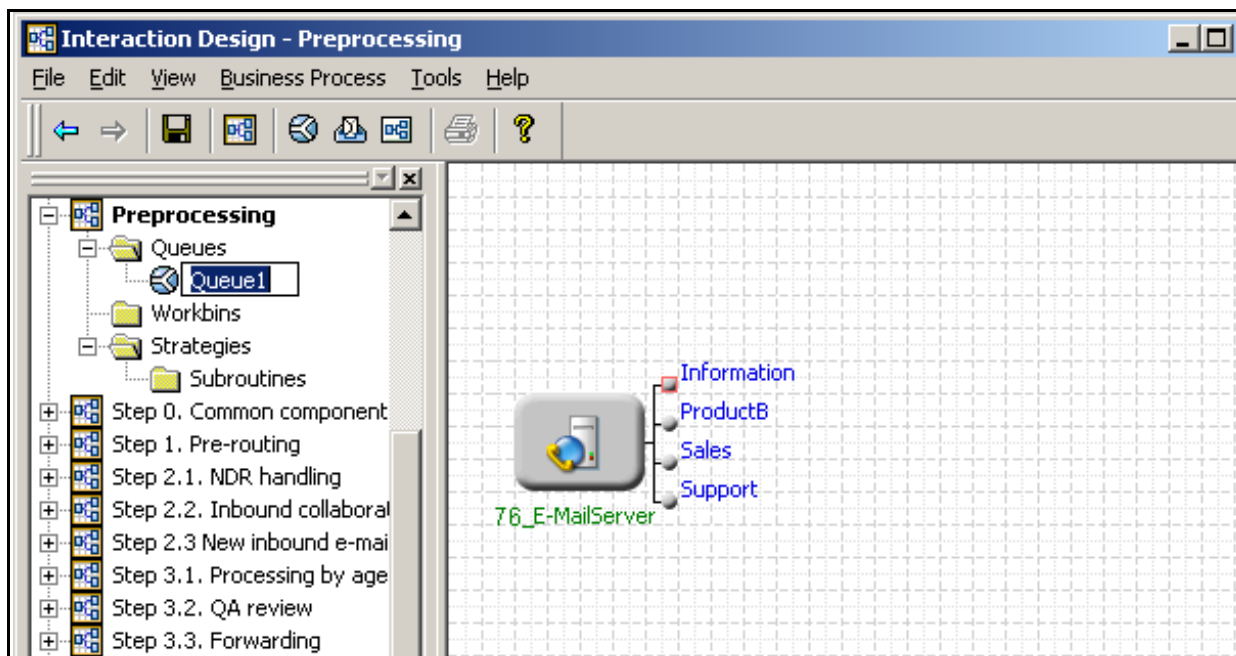 Interaction Design - Preprocessing
File Edit View Business Process Tools Help
Preprocessing
Queues
Queue1
Workbins
Strategies
Subroutines
Step 0. Common component
Step 1. Pre-routing
Step 2.1. NDR handling
Step 2.2. Inbound collaborat
Step 2.3 New inbound e-mai
Step 3.1. Processing by age
Step 3.2. QA review
Step 3.3. Forwarding
Information
ProductB
Sales
Support
76_E-MailServer